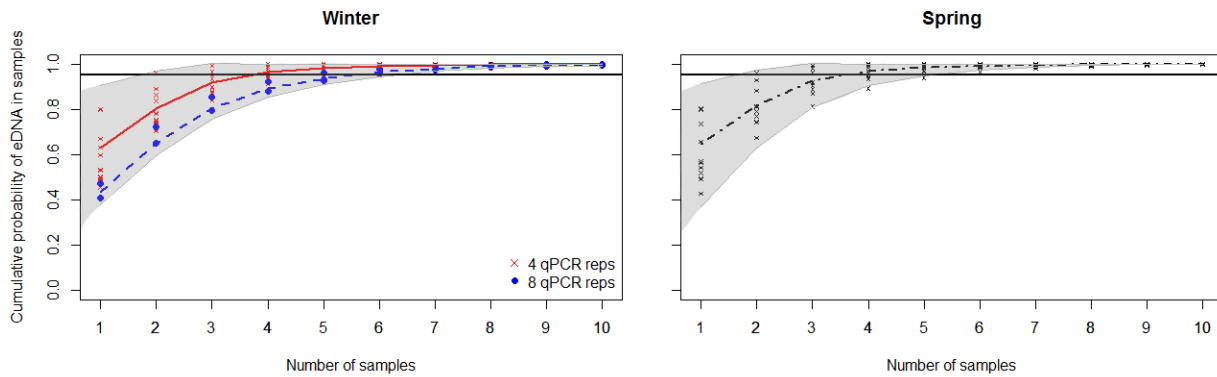 Winter
Cumulative probability of eDNA in samples
1.0
0.8
0.6
0.4
0.2
0.0
× 4 qPCR reps
● 8 qPCR reps
1 2 3 4 5 6 7 8 9 10
Number of samples
Spring
1 2 3 4 5 6 7 8 9 10
Number of samples